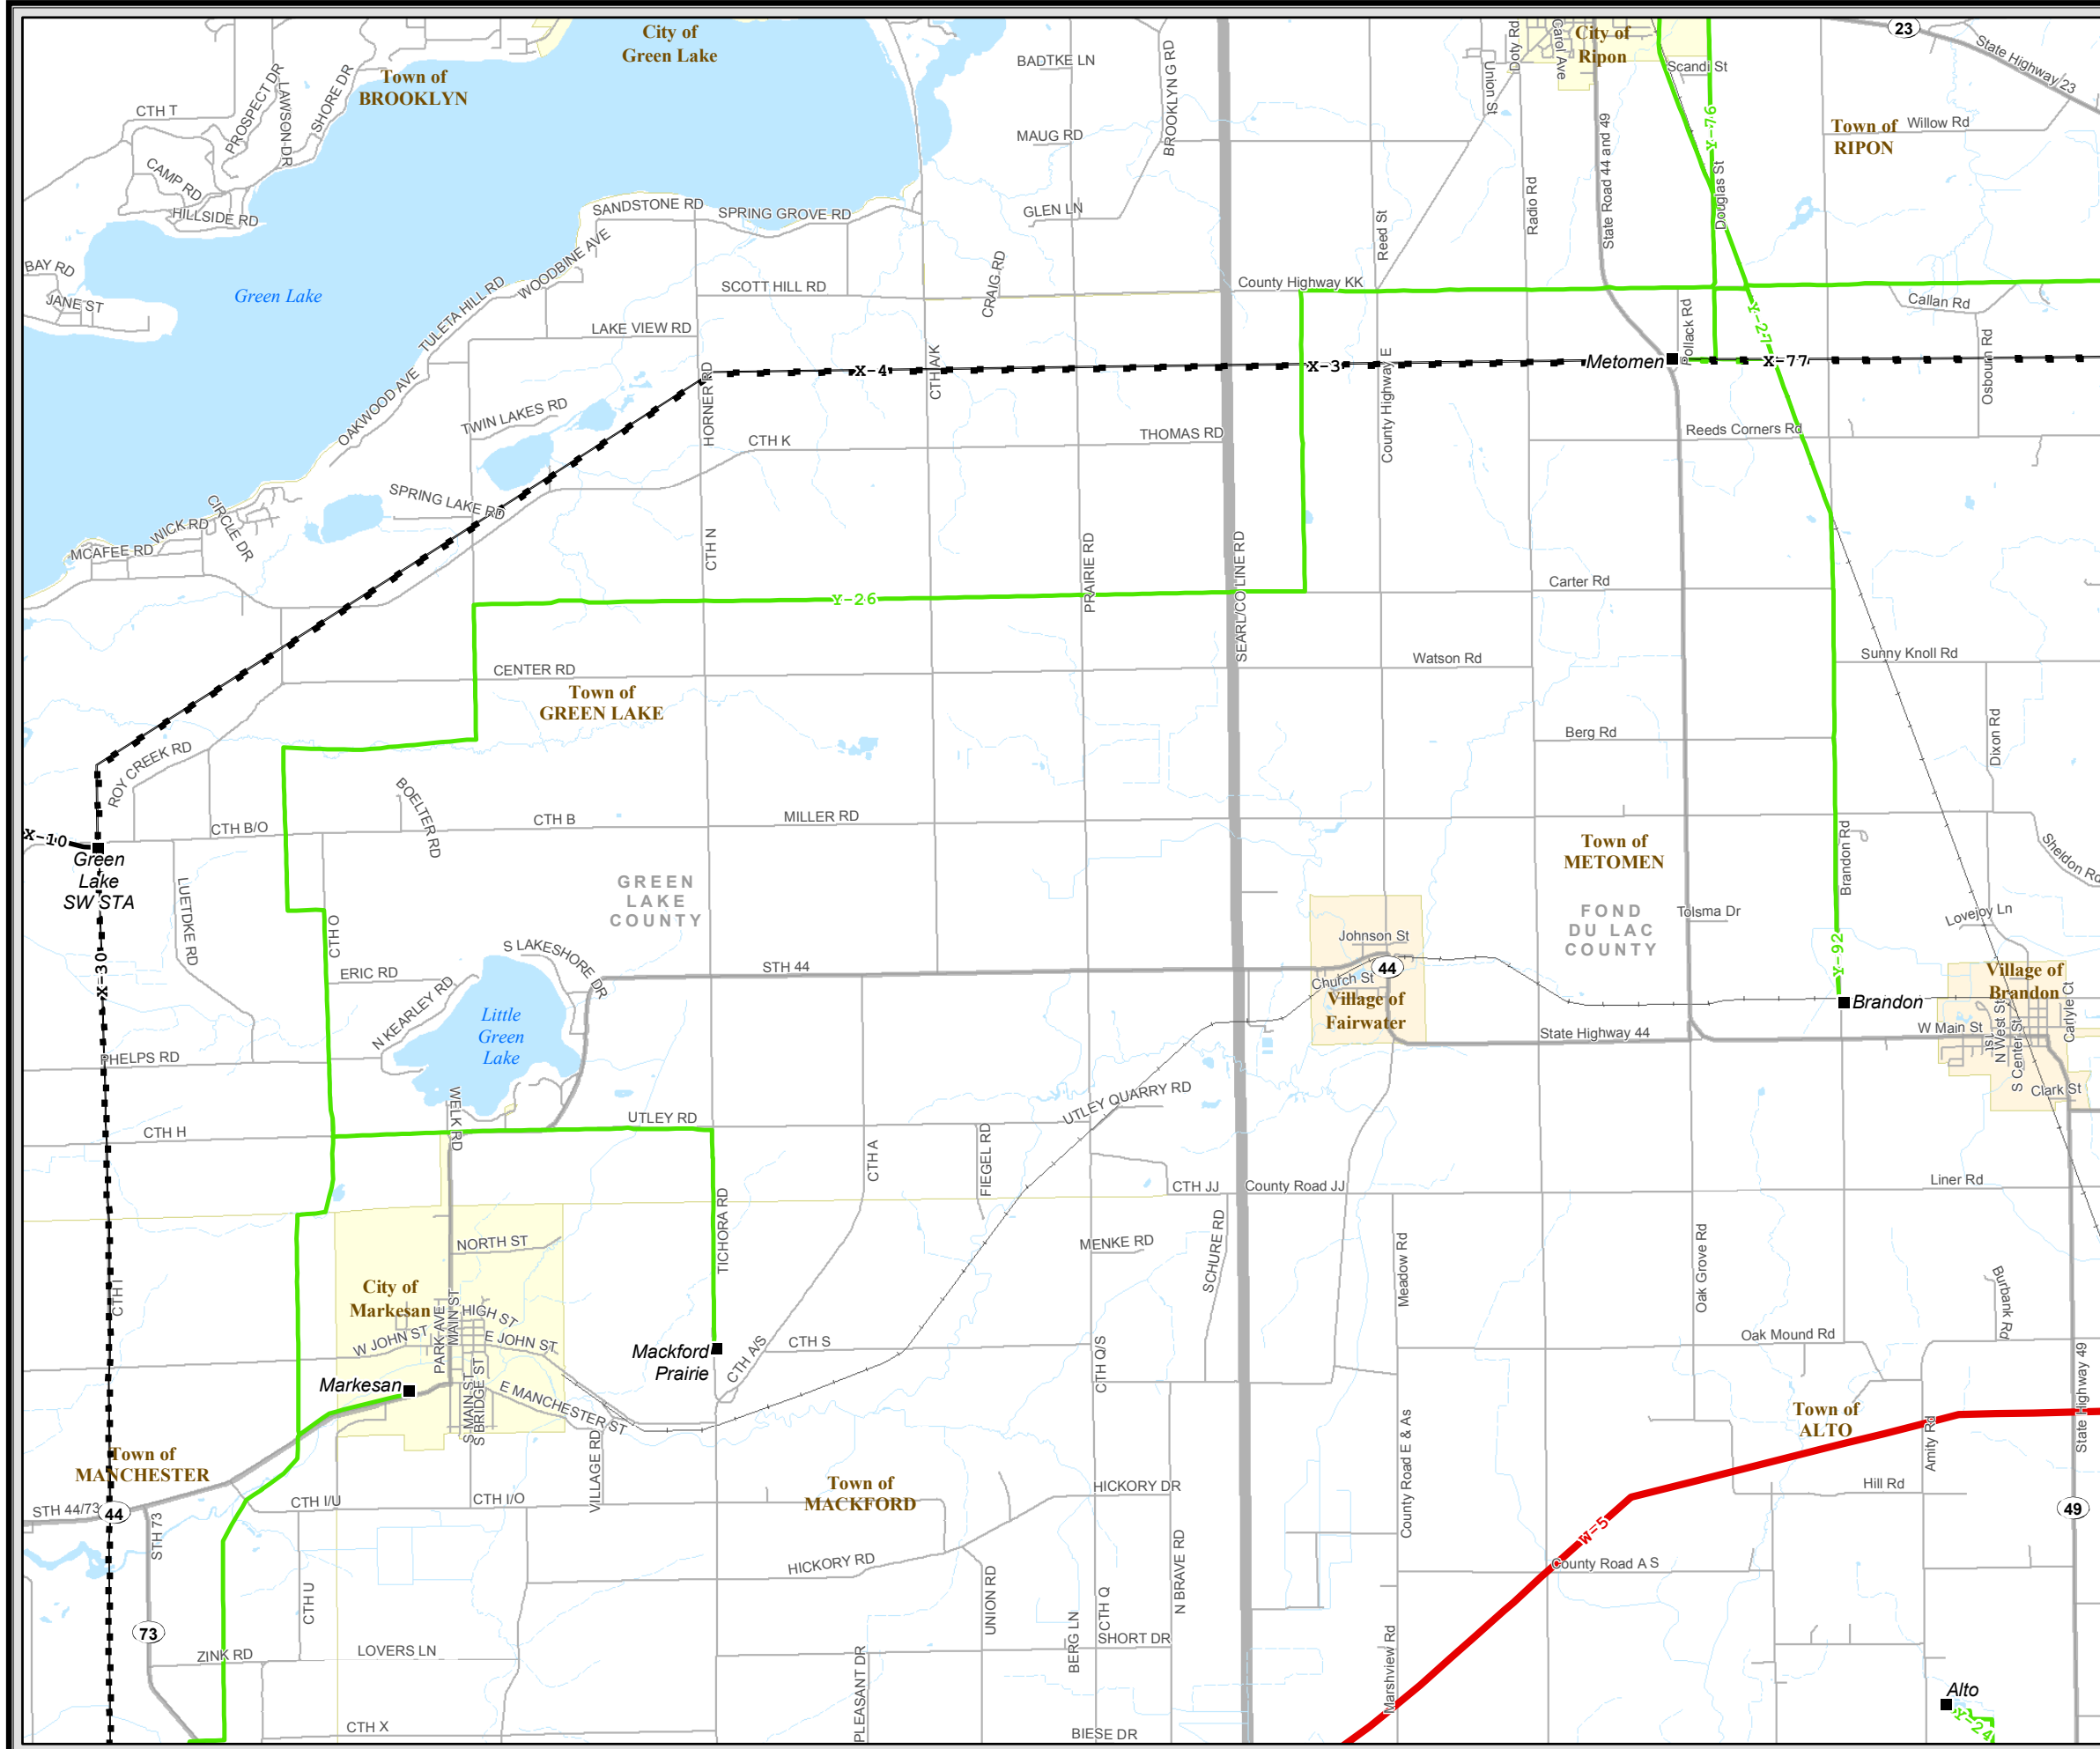 City of
Green Lake
Town of
BROOKLYN
CTH T
PROSPECT DR
LAWSON DR
SHORE DR
CAMP RD
HILLSIDE RD
BAY RD
JANE ST
Green Lake
BADTKE LN
MAUG RD
GLEN LN
BROOKLYN G RD
SANDSTONE RD
SPRING GROVE RD
WOODBINE AVE
TULETA HILL RD
OAKWOOD AVE
SCOTT HILL RD
LAKE VIEW RD
CRAIG RD
Union St
Doty Rd
Carol Ave
City of
Ripon
Scandi St
23
State Highway 23
Town of
RIPON
Willow Rd
Y-76
Douglas St
State Road 44 and 49
Radio Rd
Reed St
County Highway KK
Callan Rd
Osbourn Rd
Pollack Rd
Y-27
Metomen
X-77
X-3
X-4
County Highway E
CTH A/K
HORNER RD
TWIN LAKES RD
CTH K
THOMAS RD
Reeds Corners Rd
SPRING LAKE RD
CIRCLE DR
WICK RD
MCAFEE RD
CTH N
PRAIRIE RD
SEARL/CO LINE RD
Carter Rd
Y-26
CENTER RD
Town of
GREEN LAKE
Watson Rd
Sunny Knoll Rd
Berg Rd
Dixon Rd
ROY CREEK RD
BOELTER RD
CTH B/O
CTH B
MILLER RD
X-10
Green
Lake
SW STA
LUETDKE RD
CTH O
GREEN
LAKE
COUNTY
Town of
METOMEN
FOND
DU LAC
COUNTY
Brandon Rd
Sheldon Rd
Tolsma Dr
Lovejoy Ln
Y-92
X-30
ERIC RD
N KEARLEY RD
S LAKESHORE DR
STH 44
Johnson St
Church St
44
Village of
Fairwater
Village of
Brandon
Brandon
W Main St
1st
N West St
S Center St
Carlyle Ct
Clark St
State Highway 44
Little
Green
Lake
PHELPS RD
WELK RD
UTLEY RD
UTLEY QUARRY RD
CTH H
CTH A
FIEGEL RD
CTH JJ
County Road JJ
Liner Rd
TICHORA RD
MENKE RD
SCHURE RD
Meadow Rd
Oak Grove Rd
Burbank Rd
NORTH ST
City of
Markesan
PARK AVE
MAIN ST
HIGH ST
W JOHN ST
E JOHN ST
CTH I
Mackford
Prairie
CTH A/S
CTH S
CTH Q/S
Oak Mound Rd
Markesan
S MAIN ST
S BRIDGE ST
E MANCHESTER ST
VILLAGE RD
Town of
ALTO
Amity Rd
State Highway 49
County Road E & As
Town of
MANCHESTER
STH 44/73
44
STH 73
CTH I/U
CTH I/O
Town of
MACKFORD
HICKORY DR
Hill Rd
49
W-5
County Road A S
HICKORY RD
UNION RD
N BRAVE RD
CTH Q
BERG LN
SHORT DR
CTH U
73
ZINK RD
LOVERS LN
PLEASANT DR
Marshview Rd
CTH X
BIESE DR
Alto
Y-24